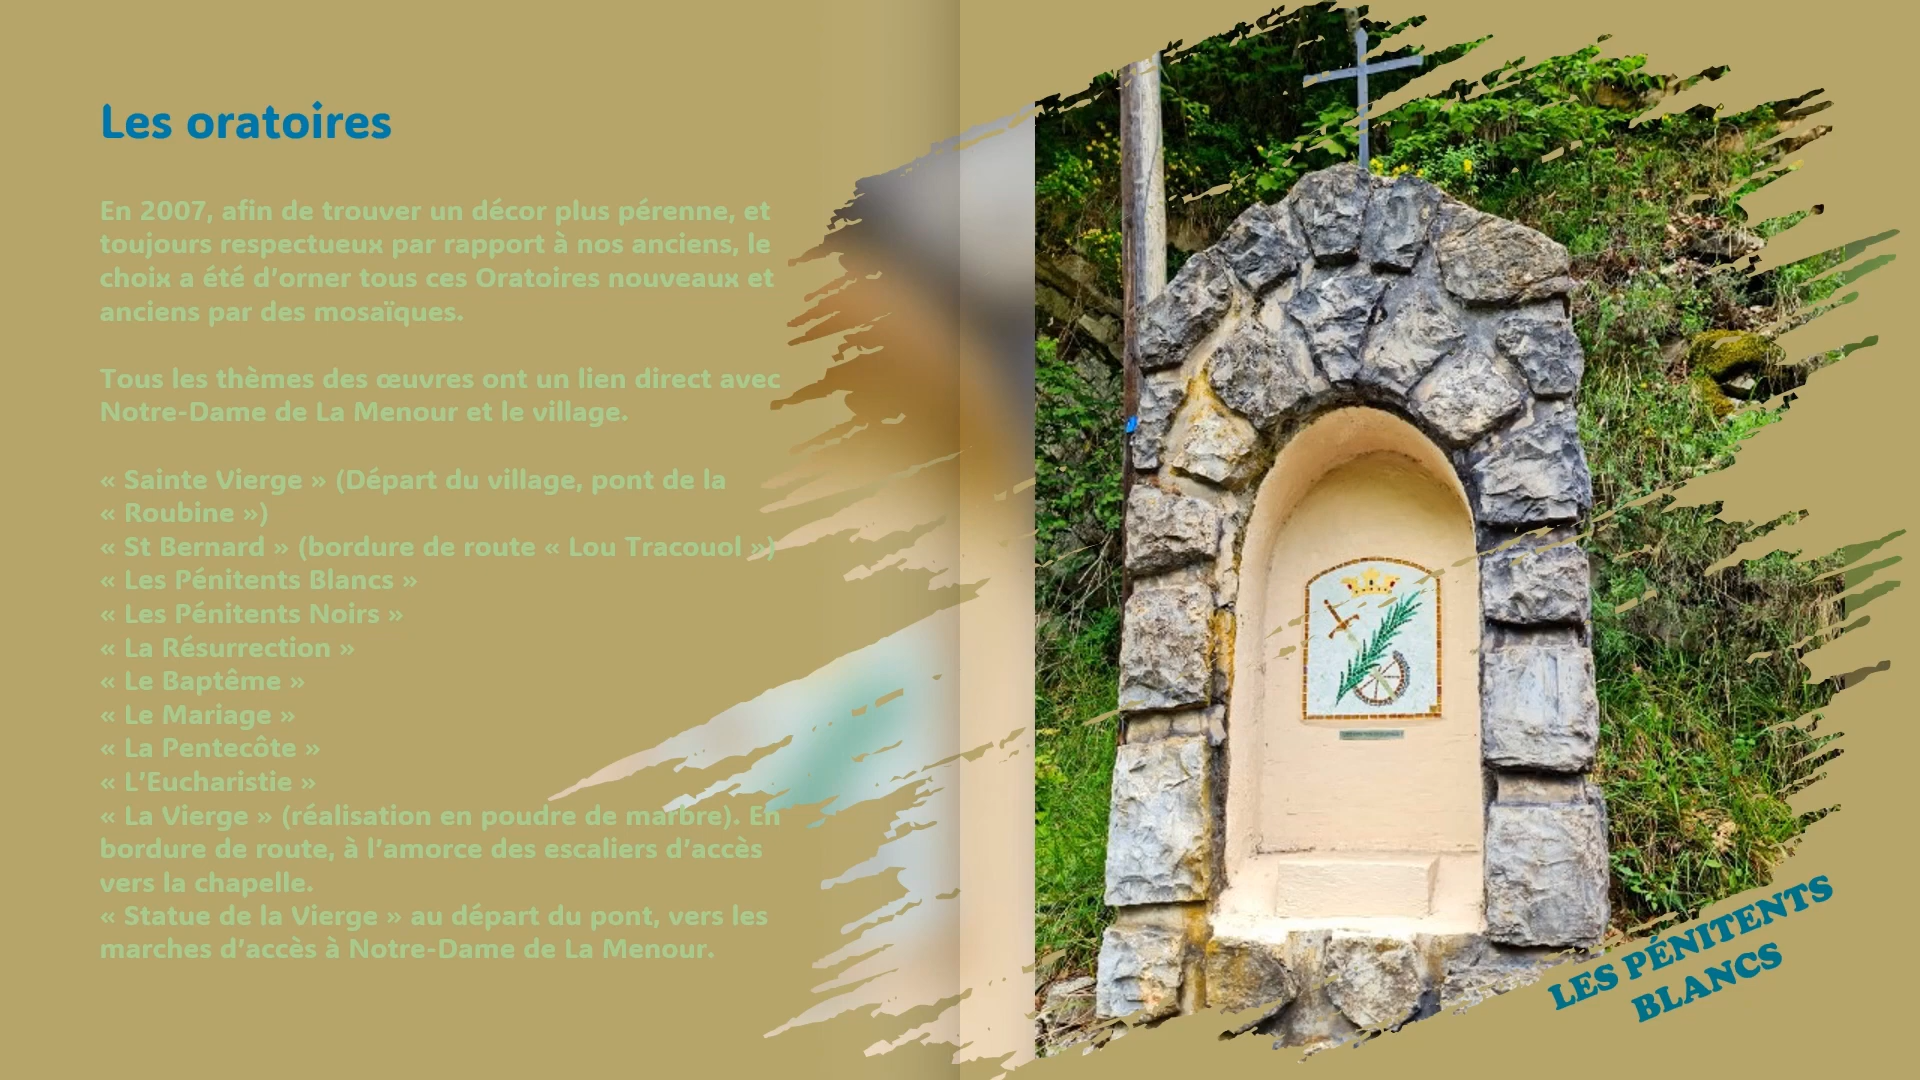 Les oratoires
En 2007, afin de trouver un décor plus pérenne, et
toujours respectueux par rapport à nos anciens, le
choix a été d’orner tous ces Oratoires nouveaux et
anciens par des mosaïques.
Tous les thèmes des œuvres ont un lien direct avec
Notre-Dame de La Menour et le village.
« Sainte Vierge » (Départ du village, pont de la
« Roubine »)
« St Bernard » (bordure de route « Lou Tracouol »)
« Les Pénitents Blancs »
« Les Pénitents Noirs »
« La Résurrection »
« Le Baptême »
« Le Mariage »
« La Pentecôte »
« L’Eucharistie »
« La Vierge » (réalisation en poudre de marbre). En
bordure de route, à l’amorce des escaliers d’accès
vers la chapelle.
« Statue de la Vierge » au départ du pont, vers les
marches d’accès à Notre-Dame de La Menour.
LES PÉNITENTS
BLANCS